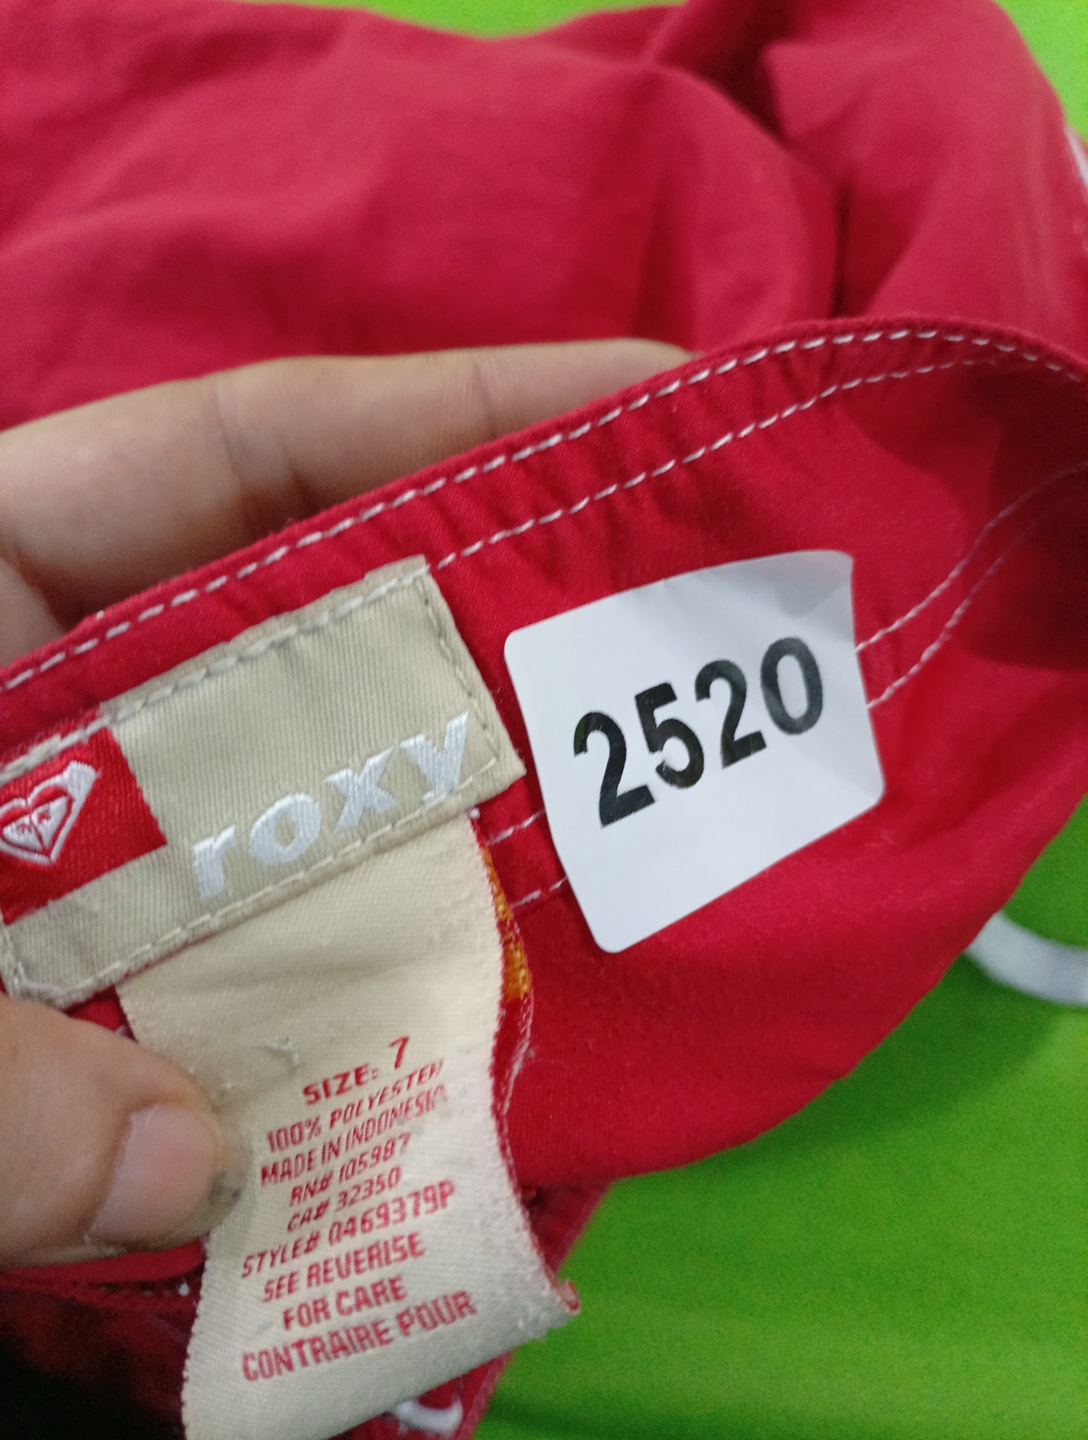 roxy
2520
SIZE: 7
100% POLYESTER
MADE IN INDONESIA
RN# 105987
CA# 32350
STYLE# 0469379P
SEE REVERISE
FOR CARE
CONTRAIRE POUR